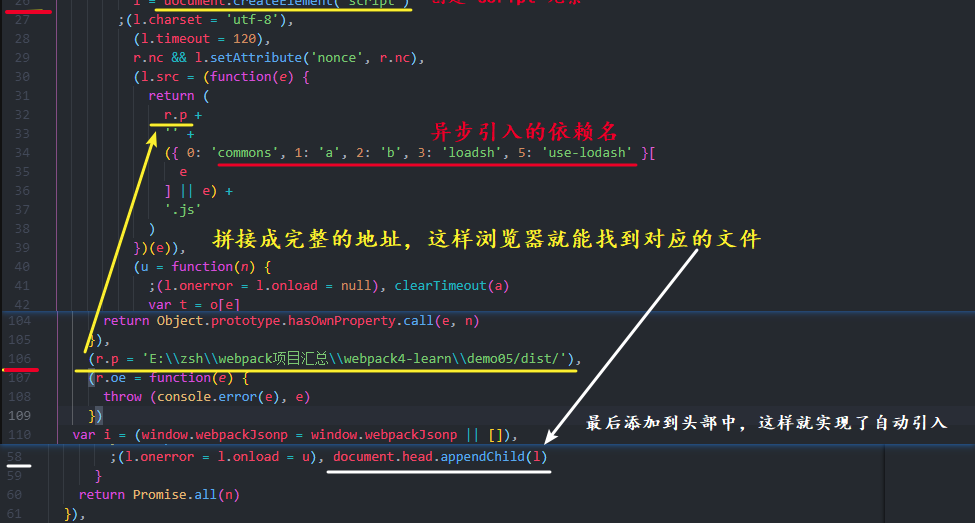 26 l = document.createElement('script')
27 ;(l.charset = 'utf-8'),
28 (l.timeout = 120),
29 r.nc && l.setAttribute('nonce', r.nc),
30 (l.src = (function(e) {
31 return (
32 r.p +
33 '' +
异步引入的依赖名
34 ({ 0: 'commons', 1: 'a', 2: 'b', 3: 'loadsh', 5: 'use-lodash' }[
35 e
36 ] || e) +
37 '.js'
38 )
拼接成完整的地址，这样浏览器就能找到对应的文件
39 })(e)),
40 (u = function(n) {
41 ;(l.onerror = l.onload = null), clearTimeout(a)
42 var t = o[e]
104 return Object.prototype.hasOwnProperty.call(e, n)
105 }),
106 (r.p = 'E:\\zsh\\webpack项目汇总\\webpack4-learn\\demo05/dist/'),
107 (r.oe = function(e) {
108 throw (console.error(e), e)
109 })
最后添加到头部中，这样就实现了自动引入
110 var i = (window.webpackJsonp = window.webpackJsonp || []),
58 ;(l.onerror = l.onload = u), document.head.appendChild(l)
59 }
60 return Promise.all(n)
61 }),